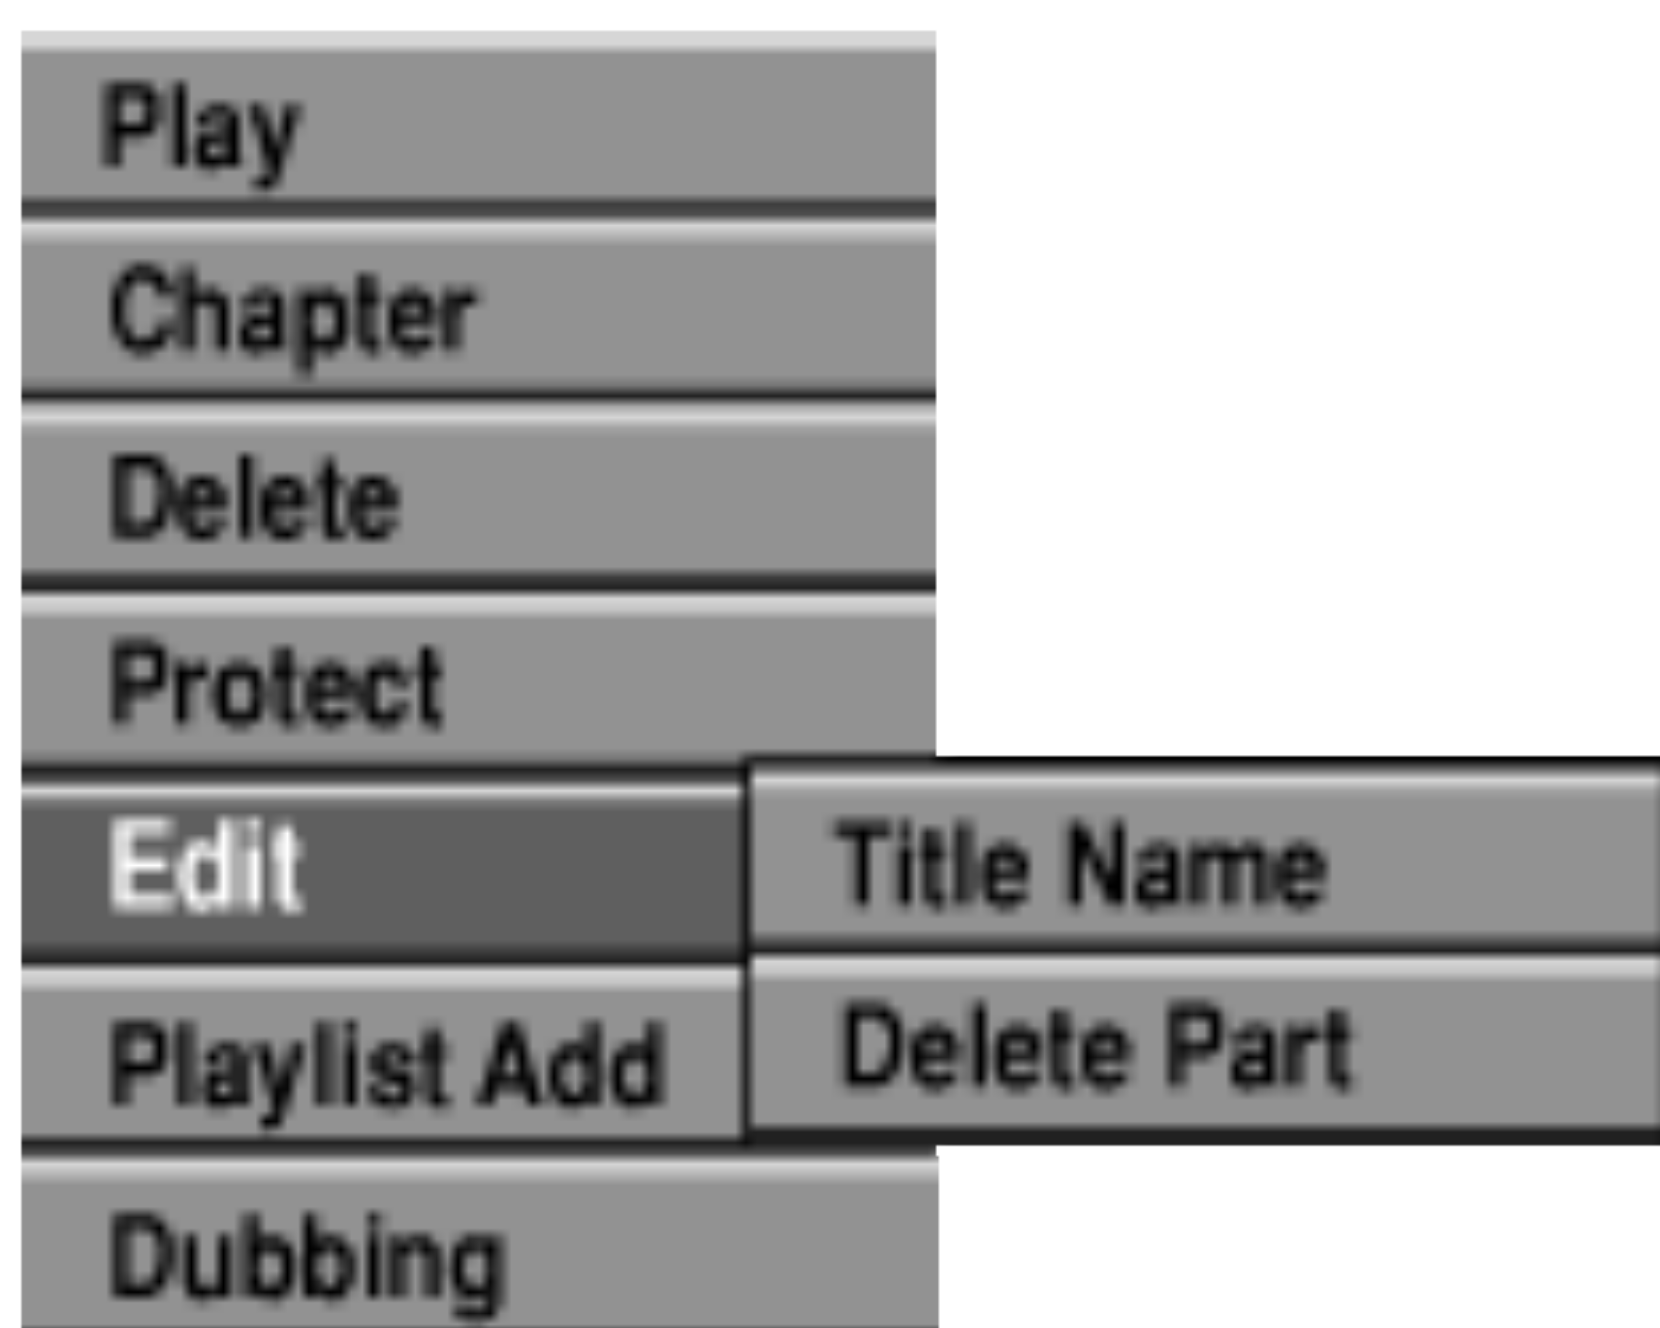 Play
Chapter
Delete
Protect
Edit
Title Name
Playlist Add
Delete Part
Dubbing